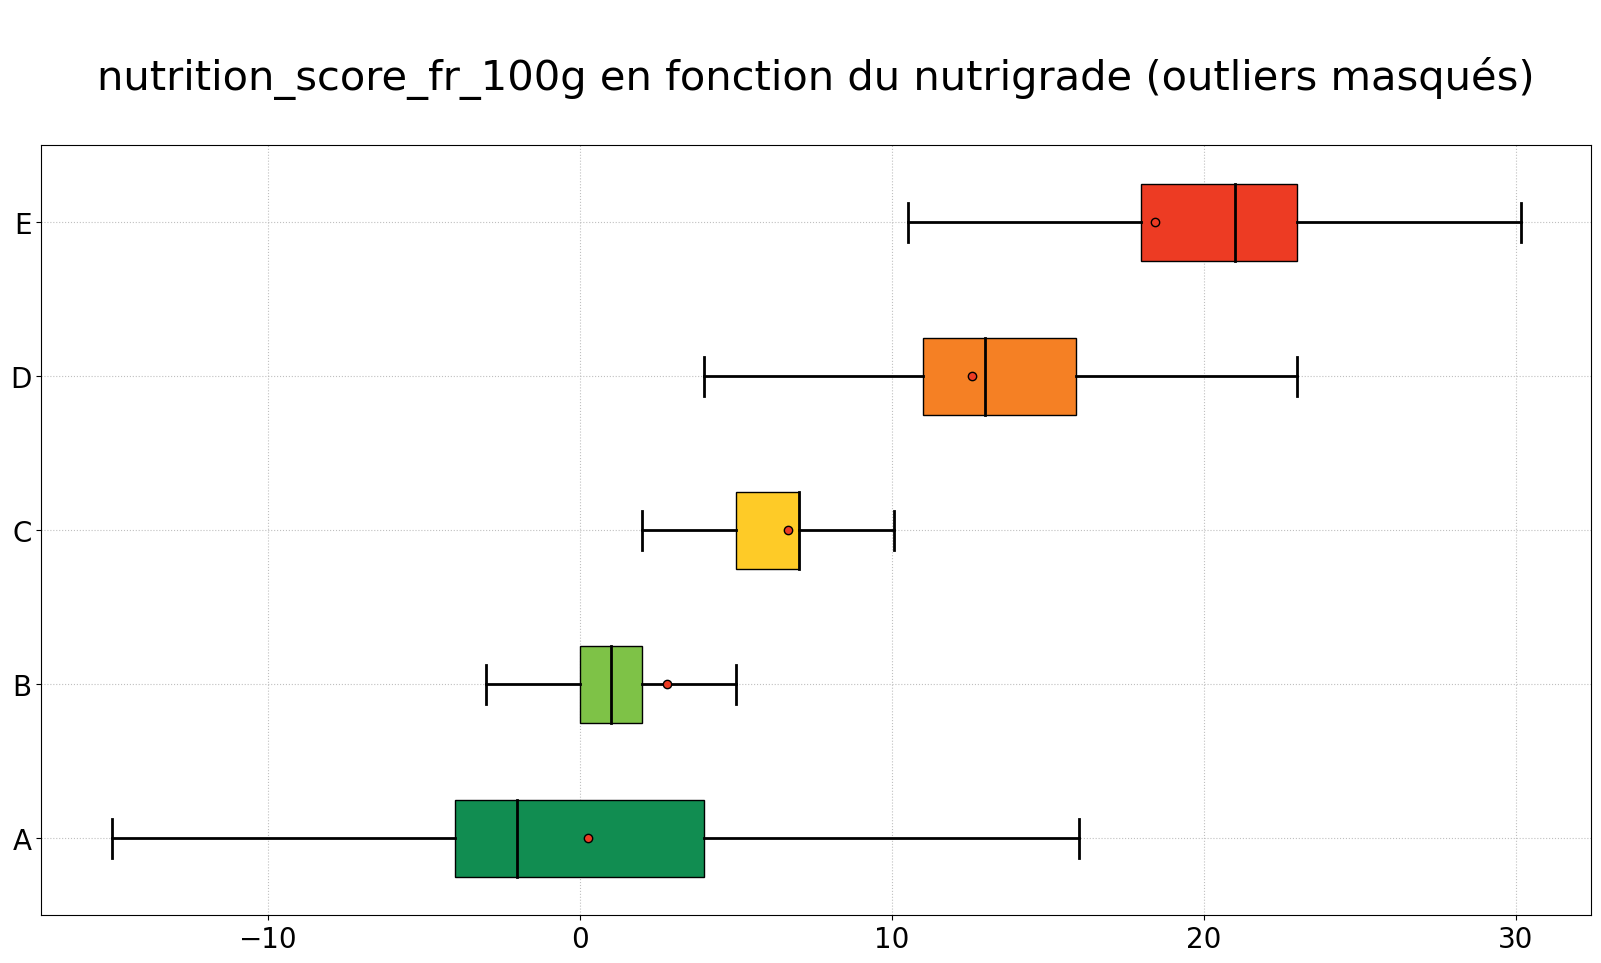 nutrition_score_fr_100g en fonction du nutrigrade (outliers masqués)
E
D
C
B
A
−10 0 10 20 30